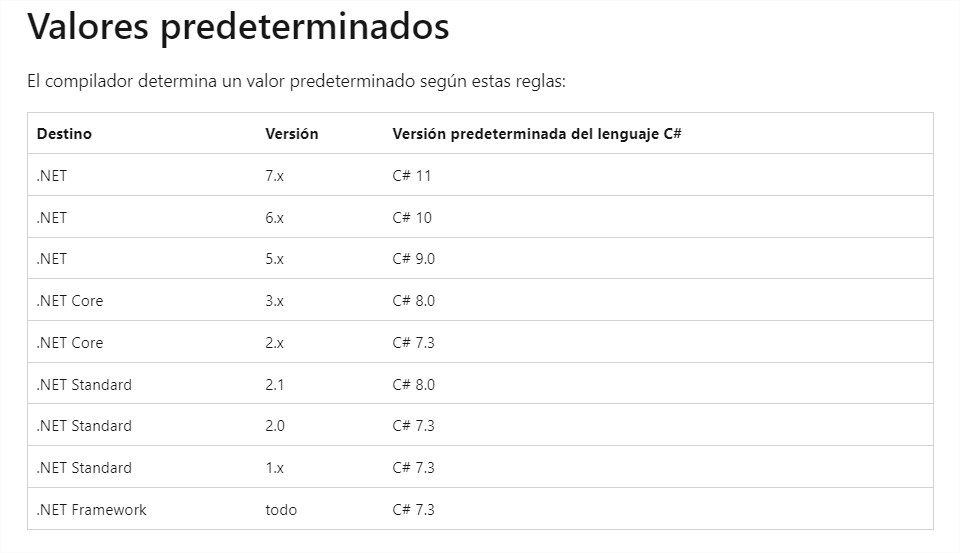 Valores predeterminados
El compilador determina un valor predeterminado según estas reglas:
Destino Versión Versión predeterminada del lenguaje C#
.NET 7.x C# 11
.NET 6.x C# 10
.NET 5.x C# 9.0
.NET Core 3.x C# 8.0
.NET Core 2.x C# 7.3
.NET Standard 2.1 C# 8.0
.NET Standard 2.0 C# 7.3
.NET Standard 1.x C# 7.3
.NET Framework todo C# 7.3